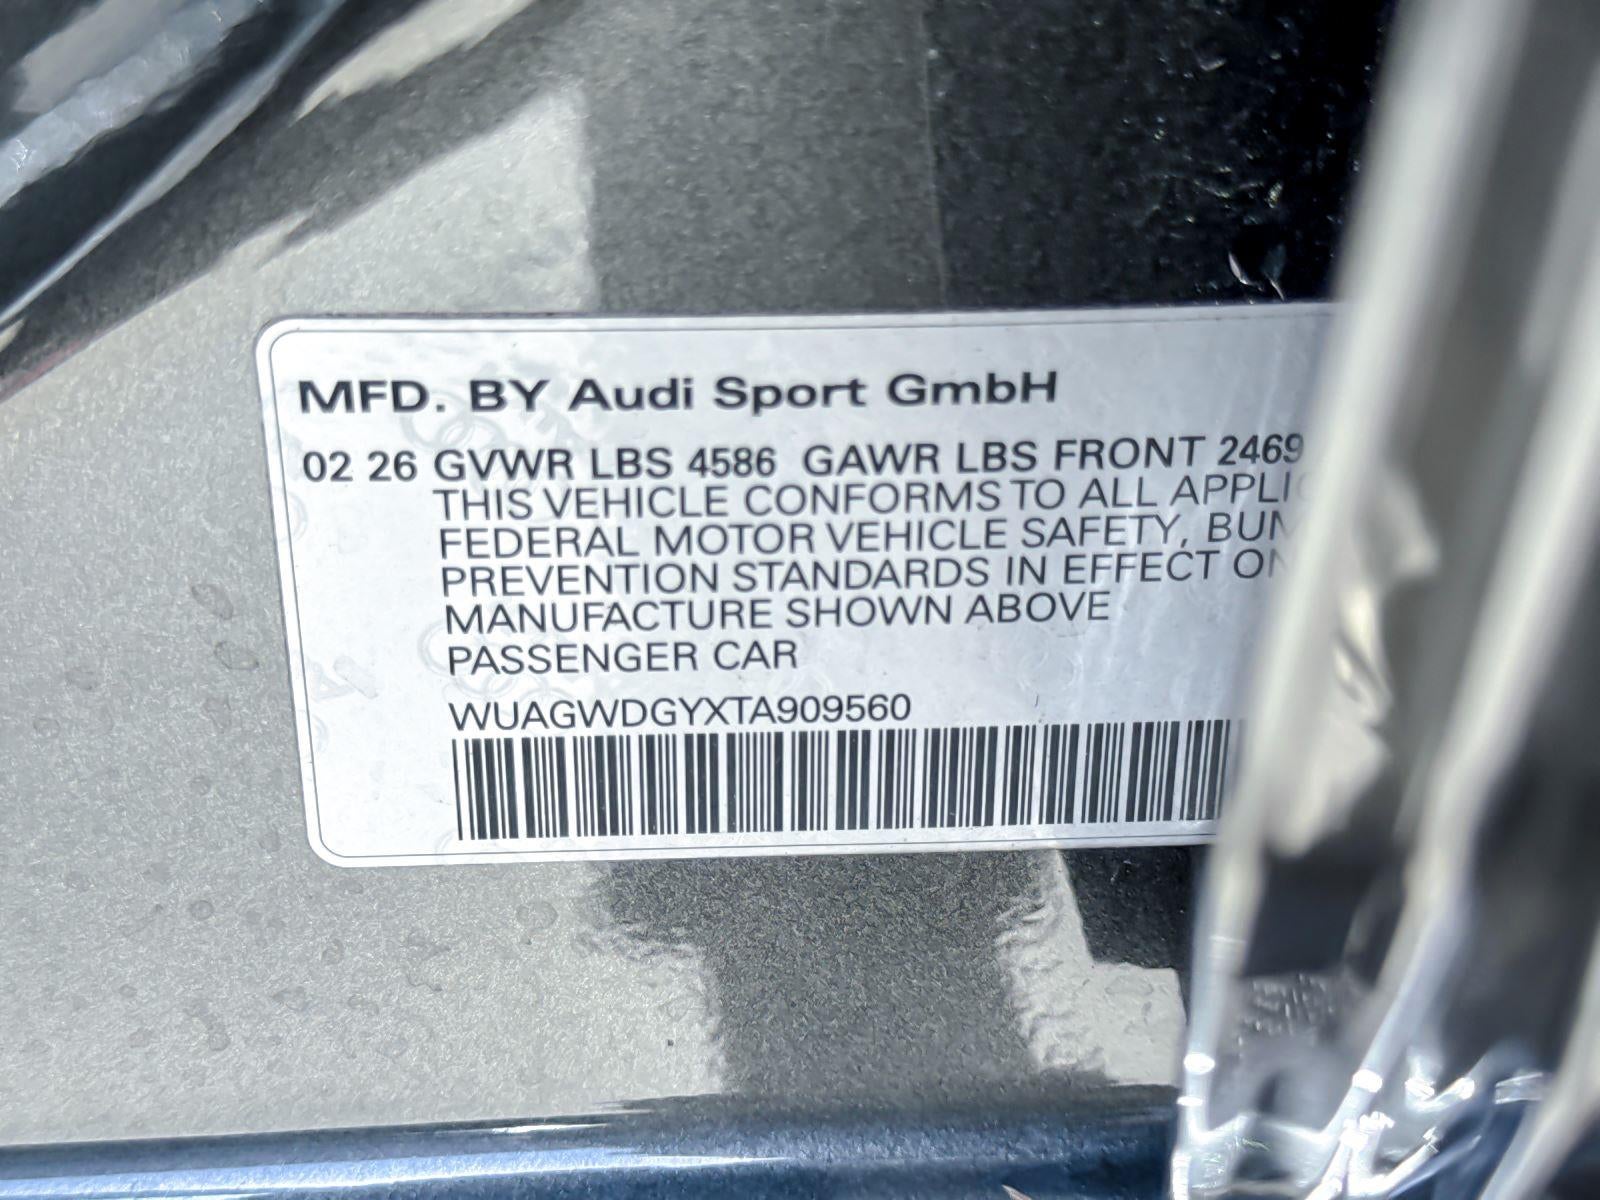 MFD. BY Audi Sport GmbH
02 26 GVWR LBS 4586 GAWR LBS FRONT 2469
THIS VEHICLE CONFORMS TO ALL
FEDERAL MOTOR VEHICLE SAFETY,
PREVENTION STANDARDS IN EFFECT
MANUFACTURE SHOWN ABOVE
PASSENGER CAR
WUAGWDGYXTA909560